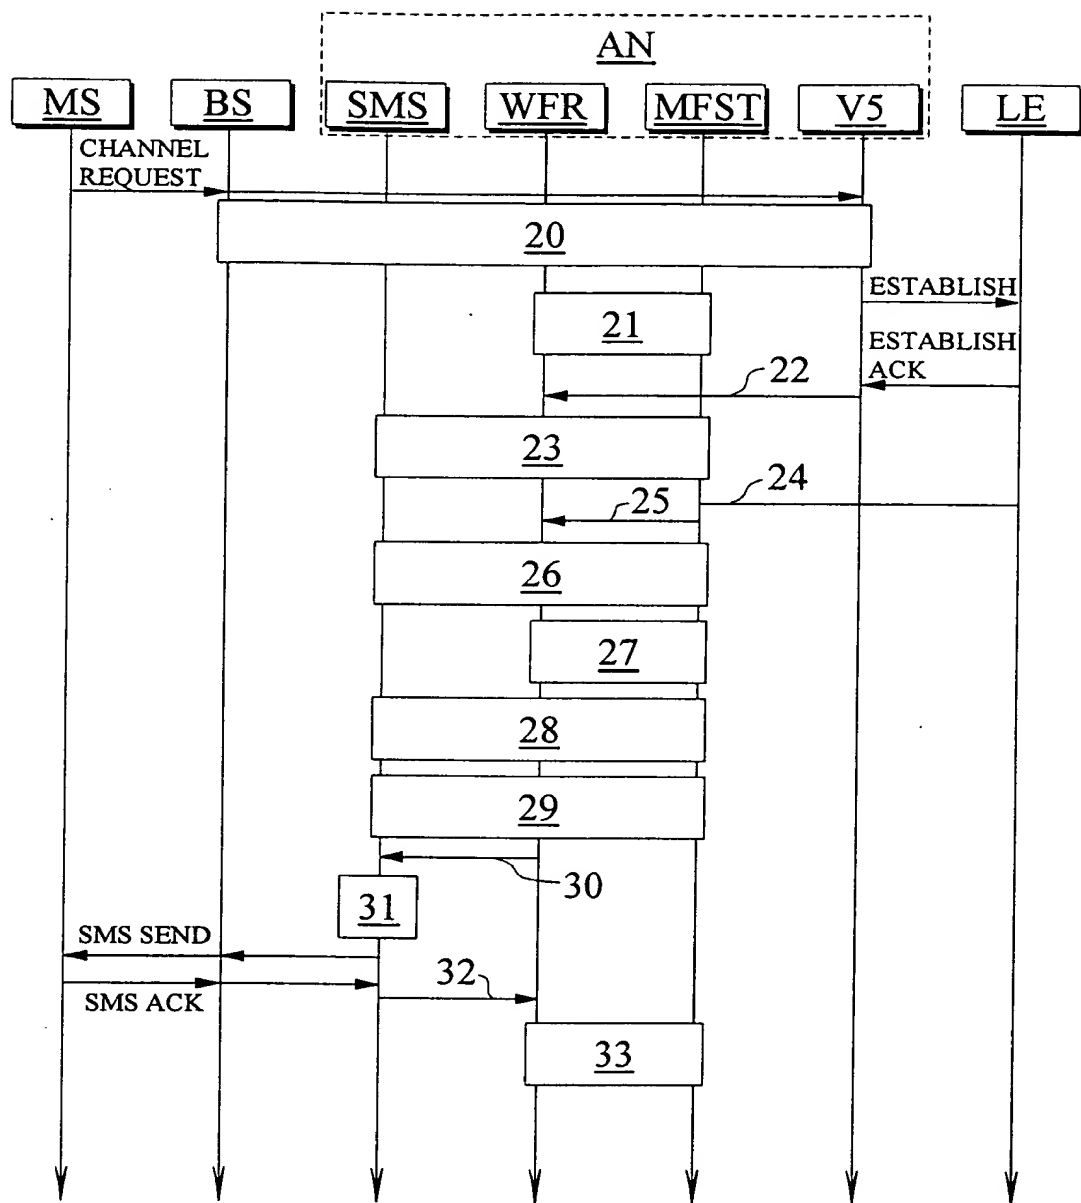 AN
MS
BS
SMS
WFR
MFST
V5
LE
CHANNEL
REQUEST
20
ESTABLISH
21
ESTABLISH
ACK
22
23
24
25
26
27
28
29
30
31
SMS SEND
32
SMS ACK
33